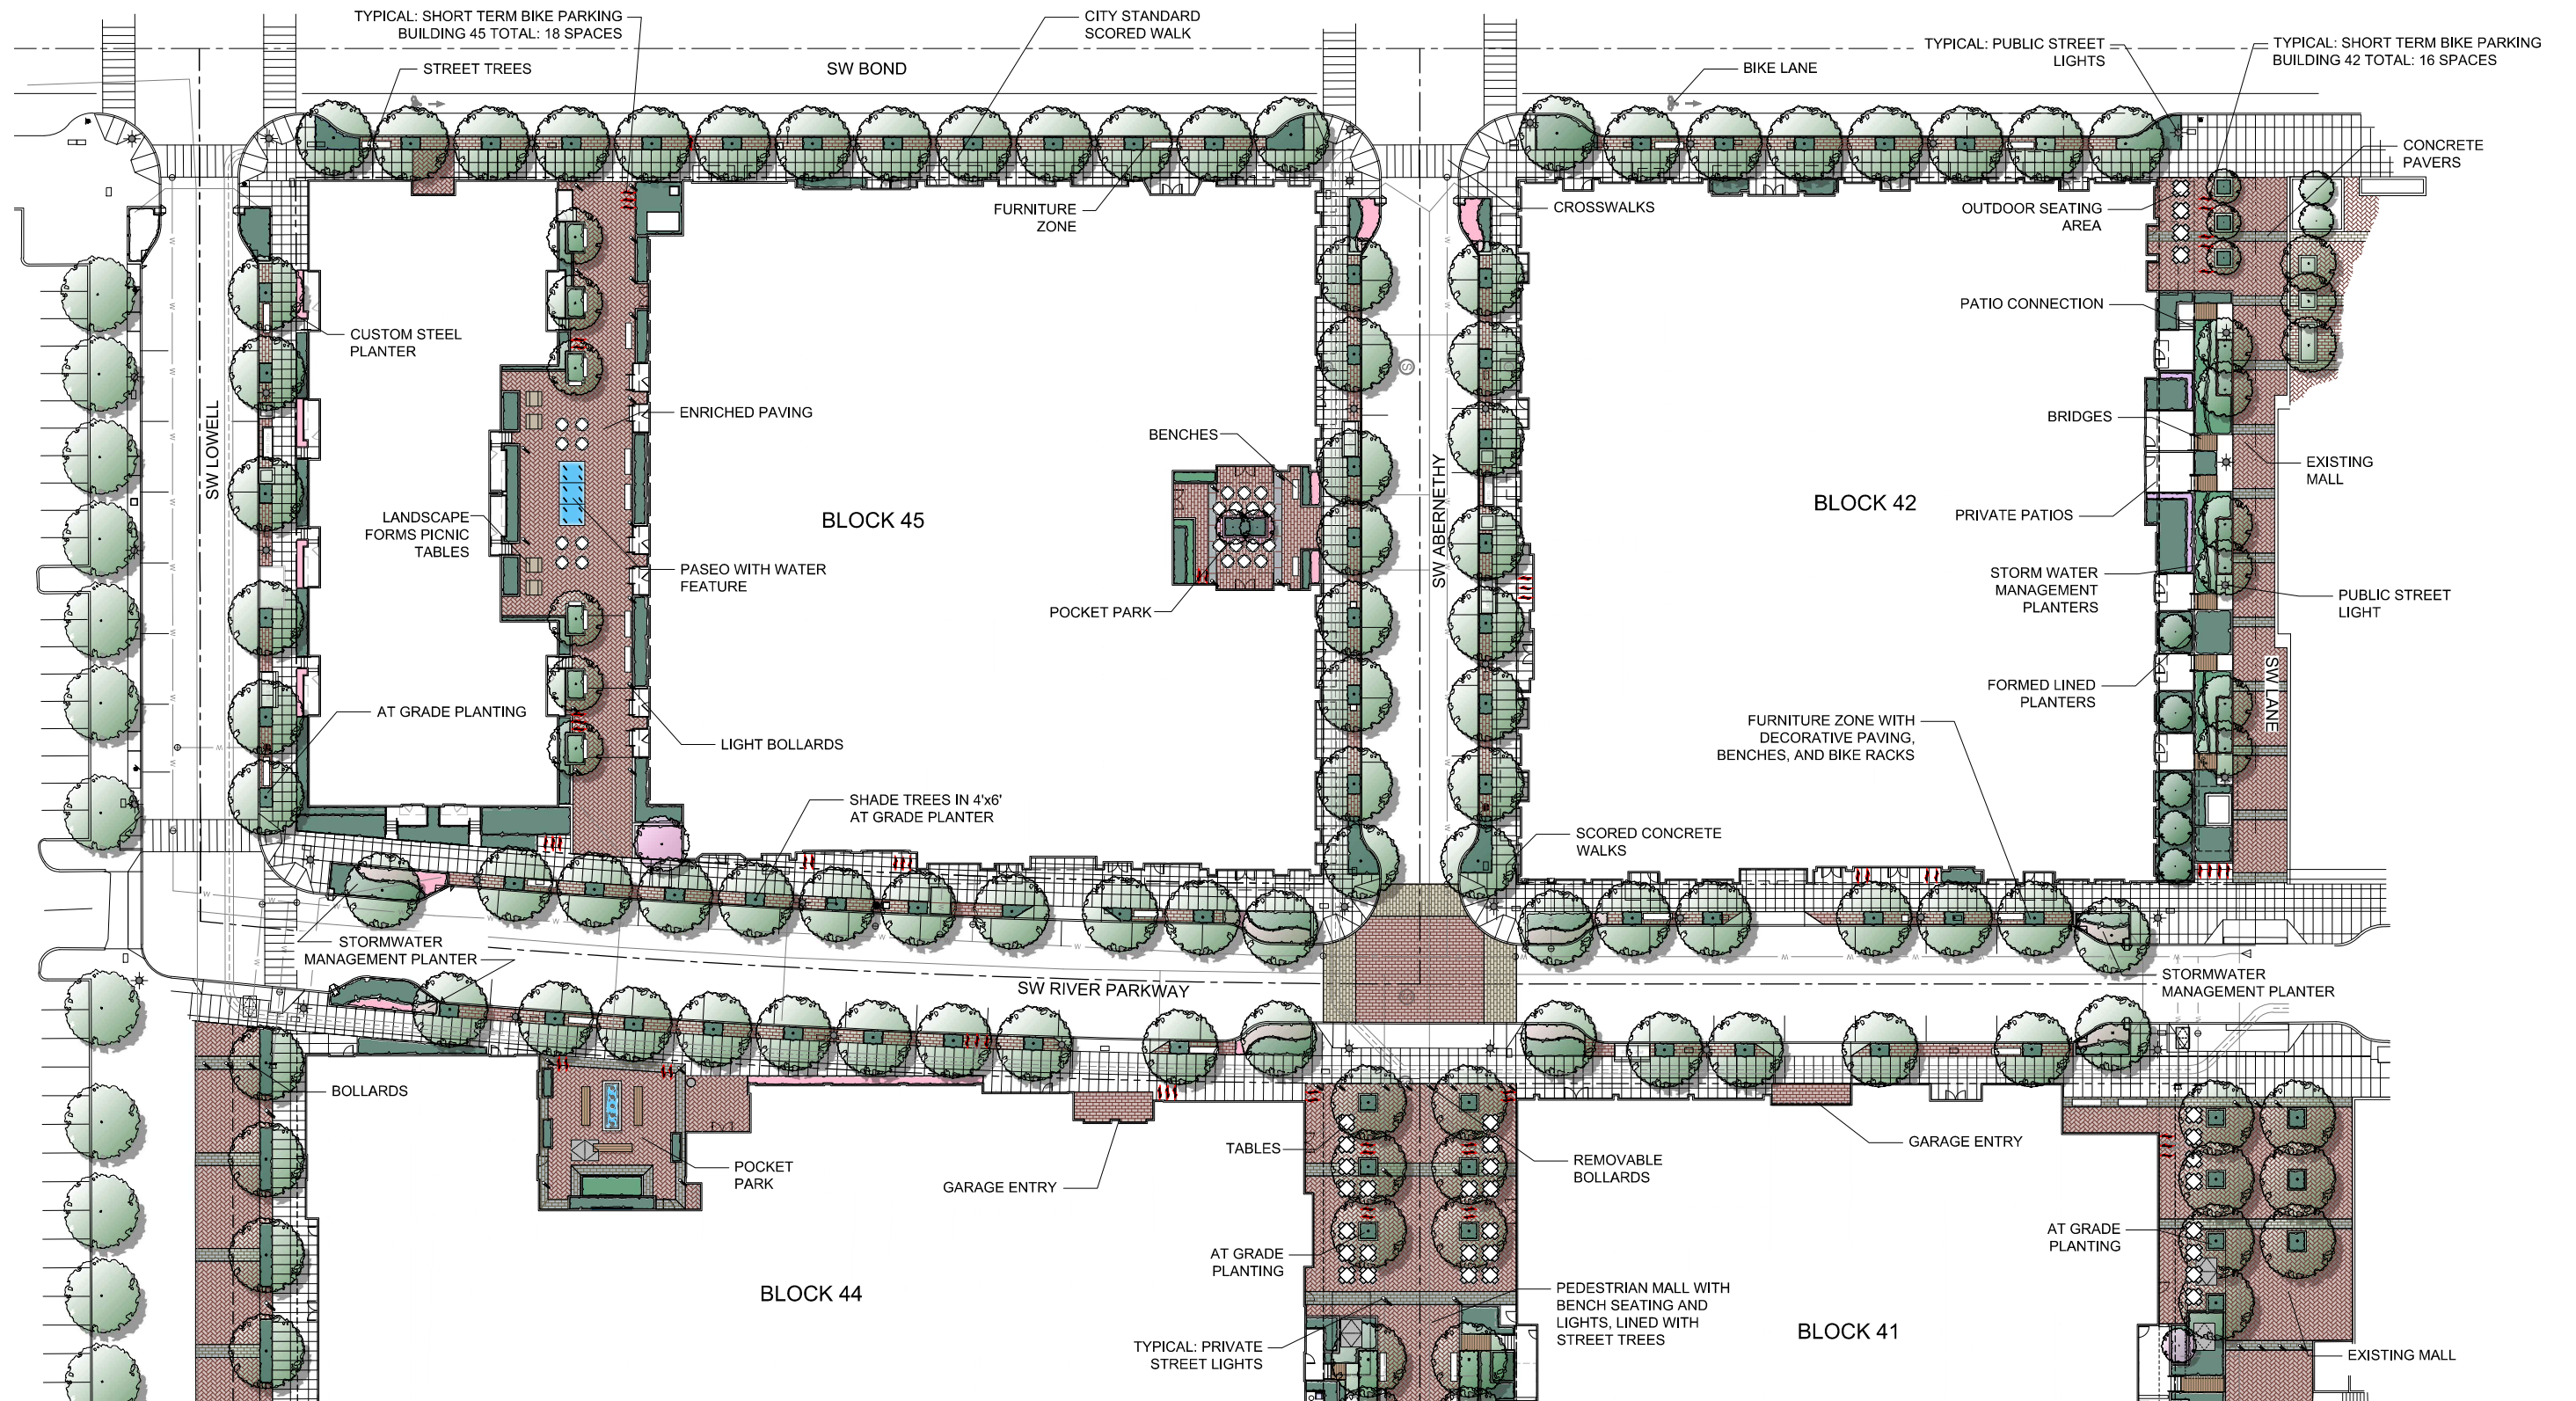 TYPICAL: SHORT TERM BIKE PARKING
BUILDING 45 TOTAL: 18 SPACES
CITY STANDARD
SCORED WALK
STREET TREES
SW BOND
BIKE LANE
TYPICAL: PUBLIC STREET
LIGHTS
TYPICAL: SHORT TERM BIKE PARKING
BUILDING 42 TOTAL: 16 SPACES
CONCRETE
PAVERS
FURNITURE
ZONE
CROSSWALKS
OUTDOOR SEATING
AREA
CUSTOM STEEL
PLANTER
PATIO CONNECTION
SW LOWELL
ENRICHED PAVING
BENCHES
BRIDGES
EXISTING
MALL
LANDSCAPE
FORMS PICNIC
TABLES
BLOCK 45
SW ABERNETHY
BLOCK 42
PRIVATE PATIOS
PASEO WITH WATER
FEATURE
POCKET PARK
STORM WATER
MANAGEMENT
PLANTERS
PUBLIC STREET
LIGHT
SW LANE
FORMED LINED
PLANTERS
AT GRADE PLANTING
LIGHT BOLLARDS
FURNITURE ZONE WITH
DECORATIVE PAVING,
BENCHES, AND BIKE RACKS
SHADE TREES IN 4'x6'
AT GRADE PLANTER
SCORED CONCRETE
WALKS
STORMWATER
MANAGEMENT PLANTER
SW RIVER PARKWAY
STORMWATER
MANAGEMENT PLANTER
BOLLARDS
POCKET
PARK
GARAGE ENTRY
TABLES
REMOVABLE
BOLLARDS
GARAGE ENTRY
AT GRADE
PLANTING
AT GRADE
PLANTING
BLOCK 44
PEDESTRIAN MALL WITH
BENCH SEATING AND
LIGHTS, LINED WITH
STREET TREES
BLOCK 41
TYPICAL: PRIVATE
STREET LIGHTS
EXISTING MALL